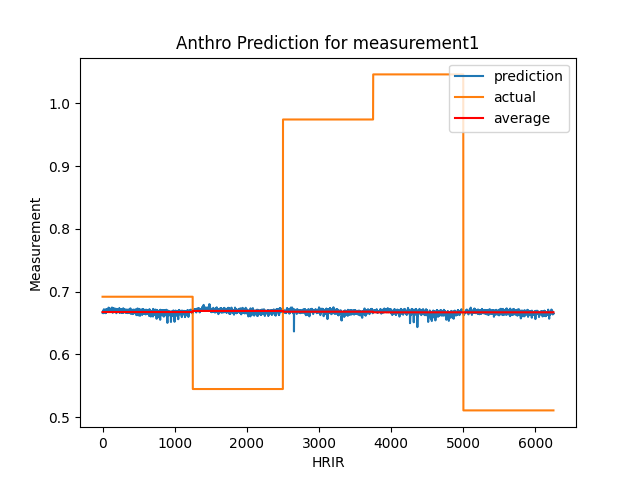 Anthro Prediction for measurement1
prediction
actual
average
Measurement
1.0
0.9
0.8
0.7
0.6
0.5
0
1000
2000
3000
4000
5000
6000
HRIR